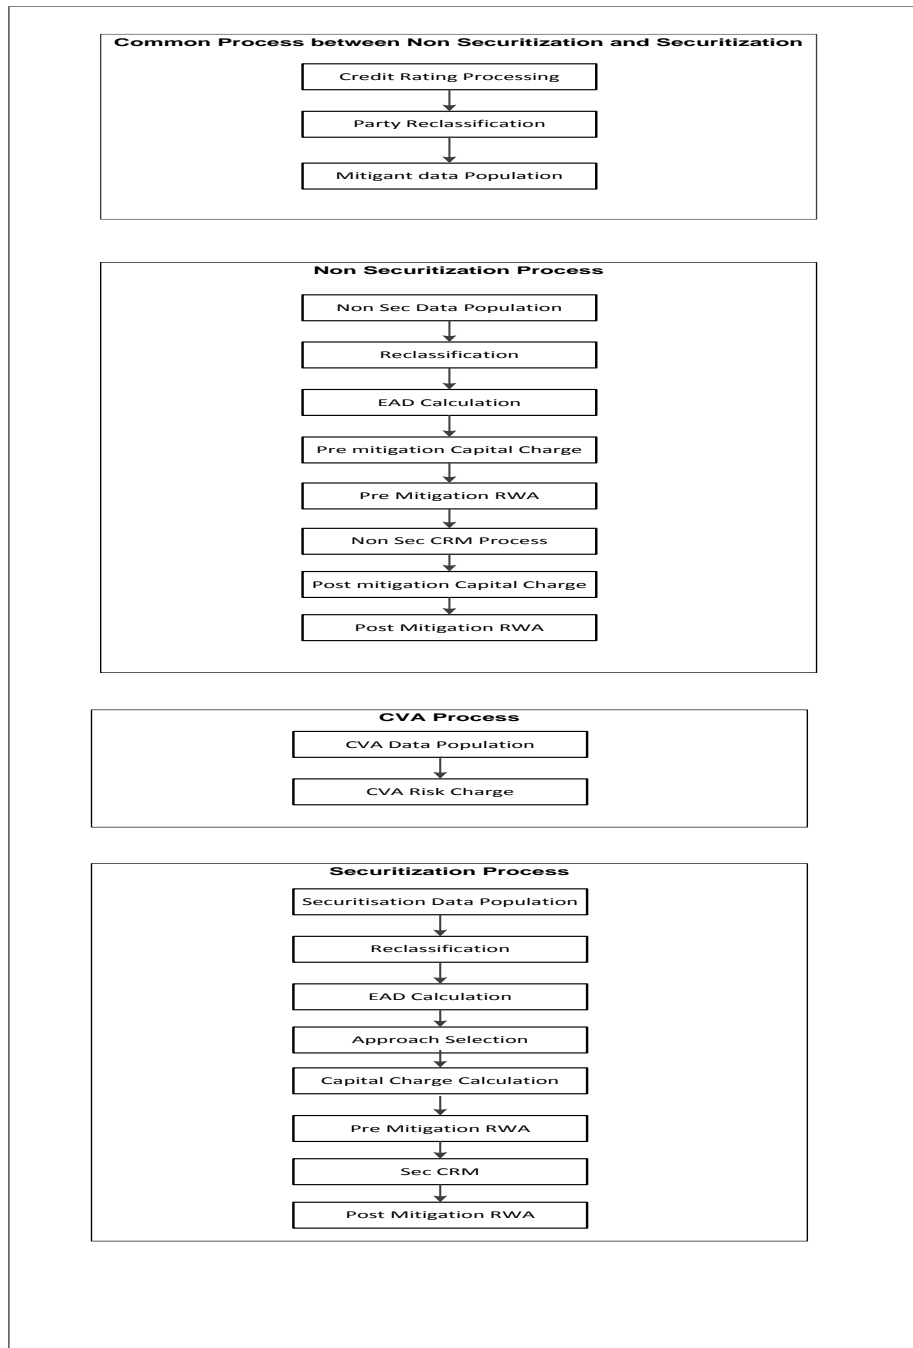 Common Process between Non Securitization and Securitization
Credit Rating Processing
Party Reclassification
Mitigant data Population
Non Securitization Process
Non Sec Data Population
Reclassification
EAD Calculation
Pre mitigation Capital Charge
Pre Mitigation RWA
Non Sec CRM Process
Post mitigation Capital Charge
Post Mitigation RWA
CVA Process
CVA Data Population
CVA Risk Charge
Securitization Process
Securitisation Data Population
Reclassification
EAD Calculation
Approach Selection
Capital Charge Calculation
Pre Mitigation RWA
Sec CRM
Post Mitigation RWA